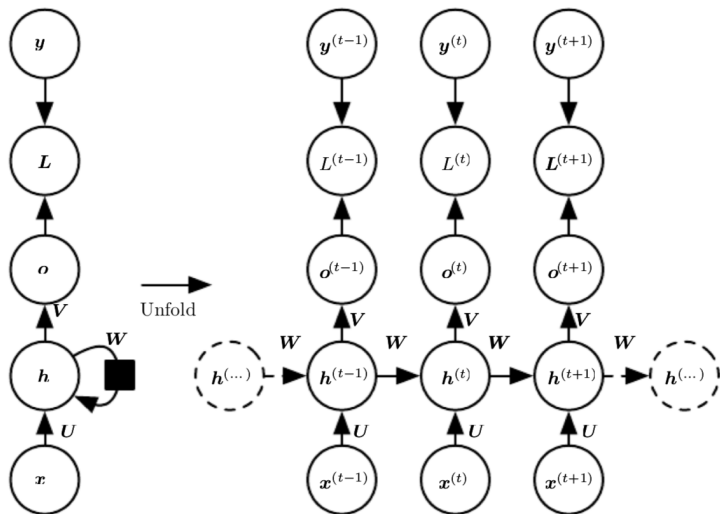 y y^(t−1) y^(t) y^(t+1)
L L^(t−1) L^(t) L^(t+1)
o o^(t−1) o^(t) o^(t+1)
Unfold
V V V V
W W W W W
h h^(...) h^(t−1) h^(t) h^(t+1) h^(...)
U U U U
x x^(t−1) x^(t) x^(t+1)